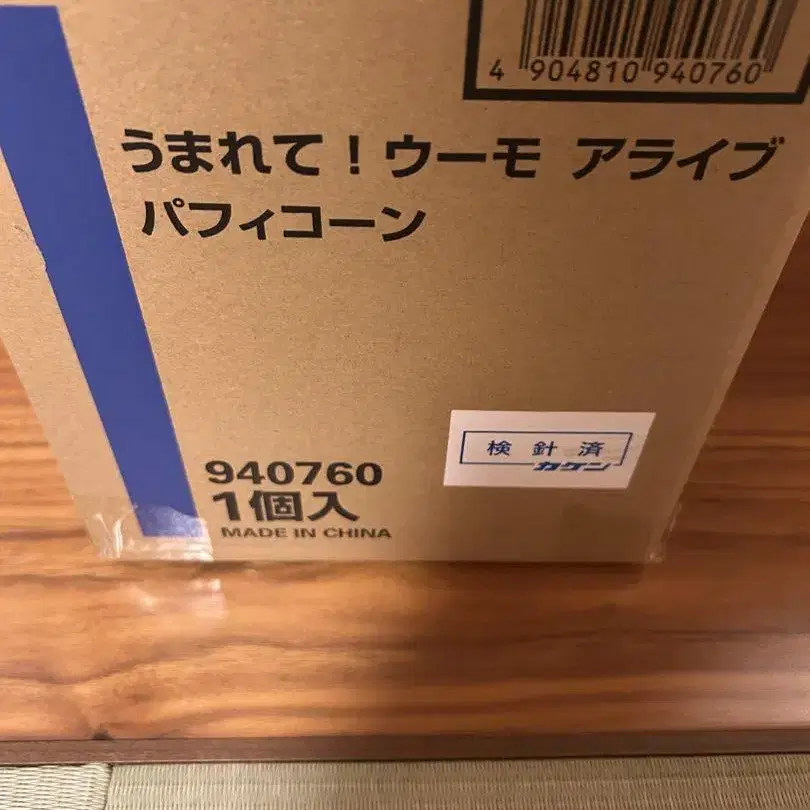 4 904810 940760
うまれて！ウーモ アライブ
パフィコーン
940760
1個入
MADE IN CHINA
検針済
カケン